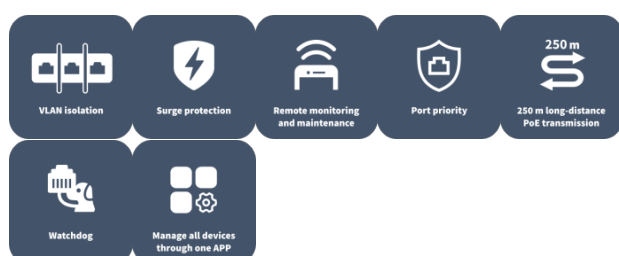 250 m
VLAN isolation
Surge protection
Remote monitoring
and maintenance
Port priority
250 m long-distance
PoE transmission
Watchdog
Manage all devices
through one APP